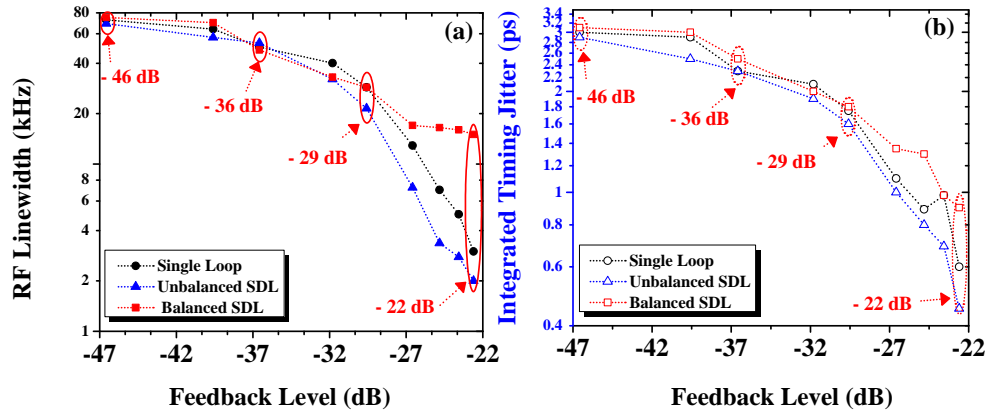 80
60
40
20
80
6
4
2
1
RF Linewidth (kHz)
(a)
- 46 dB
- 36 dB
- 29 dB
- 22 dB
Single Loop
Unbalanced SDL
Balanced SDL
-47 -42 -37 -32 -27 -22
Feedback Level (dB)
3.4
3.2
2.8
2.4
2.2
2
1.8
1.6
1.4
1.2
1
0.8
0.6
0.4
Integrated Timing Jitter (ps)
(b)
- 46 dB
- 36 dB
- 29 dB
- 22 dB
Single Loop
Unbalanced SDL
Balanced SDL
-47 -42 -37 -32 -27 -22
Feedback Level (dB)